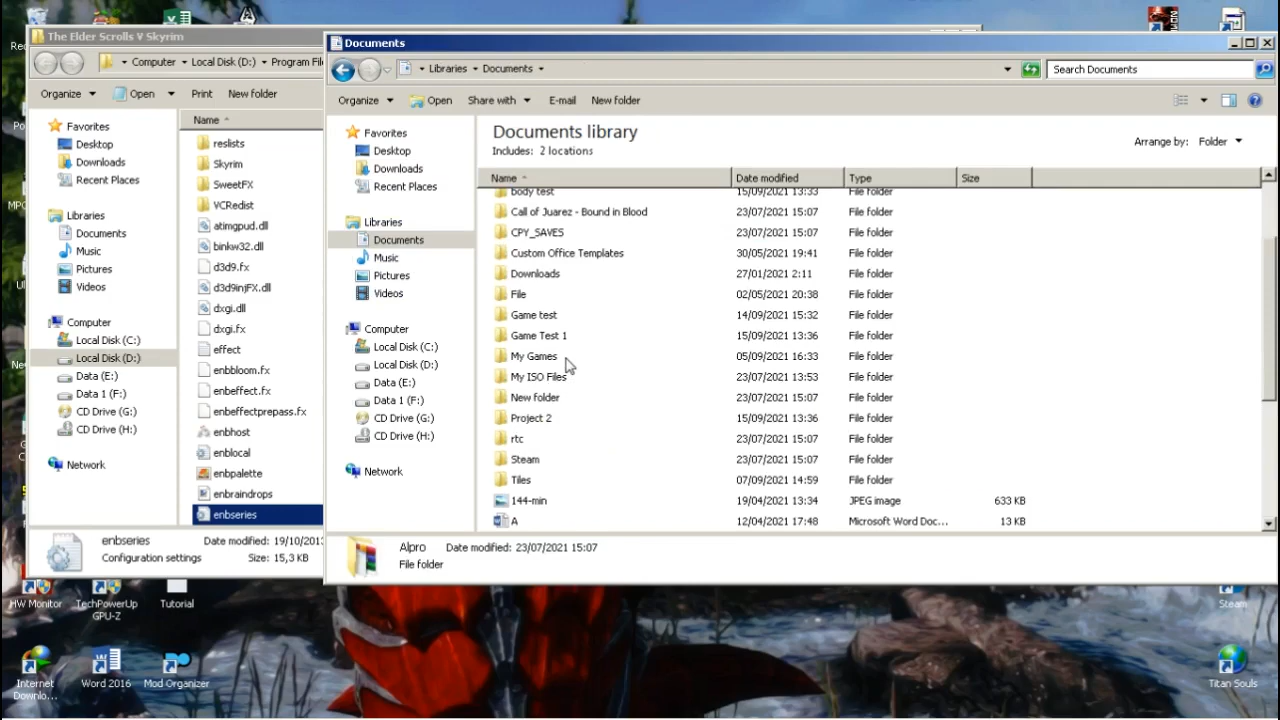 The Elder Scrolls V Skyrim
Computer Local Disk (D:) Program Fil
Organize Open Print New folder
Favorites
Desktop
Downloads
Recent Places
Libraries
Documents
Music
Pictures
Videos
Computer
Local Disk (C:)
Local Disk (D:)
Data (E:)
Data 1 (F:)
CD Drive (G:)
CD Drive (H:)
Network
Name
reslists
Skyrim
SweetFX
VCRedist
atimgpud.dll
binkw32.dll
d3d9.fx
d3d9injFX.dll
dxgi.dll
dxgi.fx
effect
enbbloom.fx
enbeffect.fx
enbeffectprepass.fx
enbhost
enblocal
enbpalette
enbraindrops
enbseries
enbseries Date modified: 19/10/2013
Configuration settings Size: 15,3 KB
Documents
Libraries Documents
Search Documents
Organize Open Share with E-mail New folder
Favorites
Desktop
Downloads
Recent Places
Libraries
Documents
Music
Pictures
Videos
Computer
Local Disk (C:)
Local Disk (D:)
Data (E:)
Data 1 (F:)
CD Drive (G:)
CD Drive (H:)
Network
Documents library
Includes: 2 locations
Arrange by: Folder
Name Date modified Type Size
body test 15/09/2021 13:33 File folder
Call of Juarez - Bound in Blood 23/07/2021 15:07 File folder
CPY_SAVES 23/07/2021 15:07 File folder
Custom Office Templates 30/05/2021 19:41 File folder
Downloads 27/01/2021 2:11 File folder
File 02/05/2021 20:38 File folder
Game test 14/09/2021 15:32 File folder
Game Test 1 15/09/2021 13:36 File folder
My Games 05/09/2021 16:33 File folder
My ISO Files 23/07/2021 13:53 File folder
New folder 23/07/2021 15:07 File folder
Project 2 15/09/2021 13:36 File folder
rtc 23/07/2021 15:07 File folder
Steam 23/07/2021 15:07 File folder
Tiles 07/09/2021 14:59 File folder
144-min 19/04/2021 13:34 JPEG image 633 KB
A 12/04/2021 17:48 Microsoft Word Doc... 13 KB
Alpro Date modified: 23/07/2021 15:07
File folder
HW Monitor
TechPowerUp
GPU-Z
Tutorial
Steam
Internet
Downlo...
Word 2016
Mod Organizer
Titan Souls